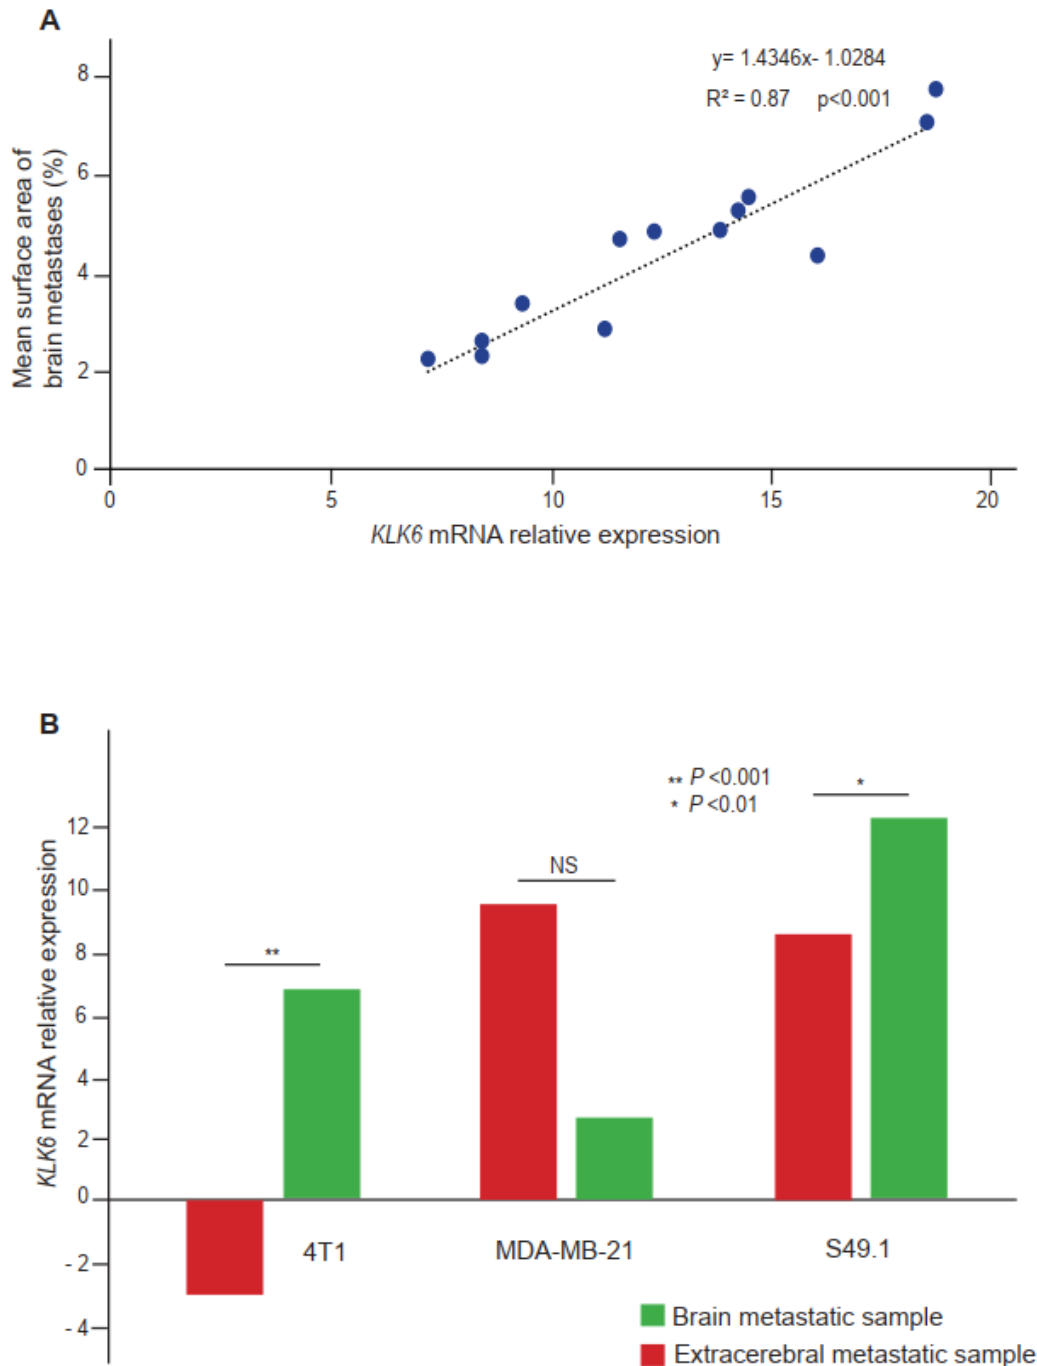 A
y= 1.4346x- 1.0284
R² = 0.87 p<0.001
Mean surface area of
brain metastases (%)
8
6
4
2
0
0 5 10 15 20
KLK6 mRNA relative expression
B
** P <0.001
* P <0.01
*
NS
**
KLK6 mRNA relative expression
12
10
8
6
4
2
0
- 2
- 4
4T1 MDA-MB-21 S49.1
Brain metastatic sample
Extracerebral metastatic sample